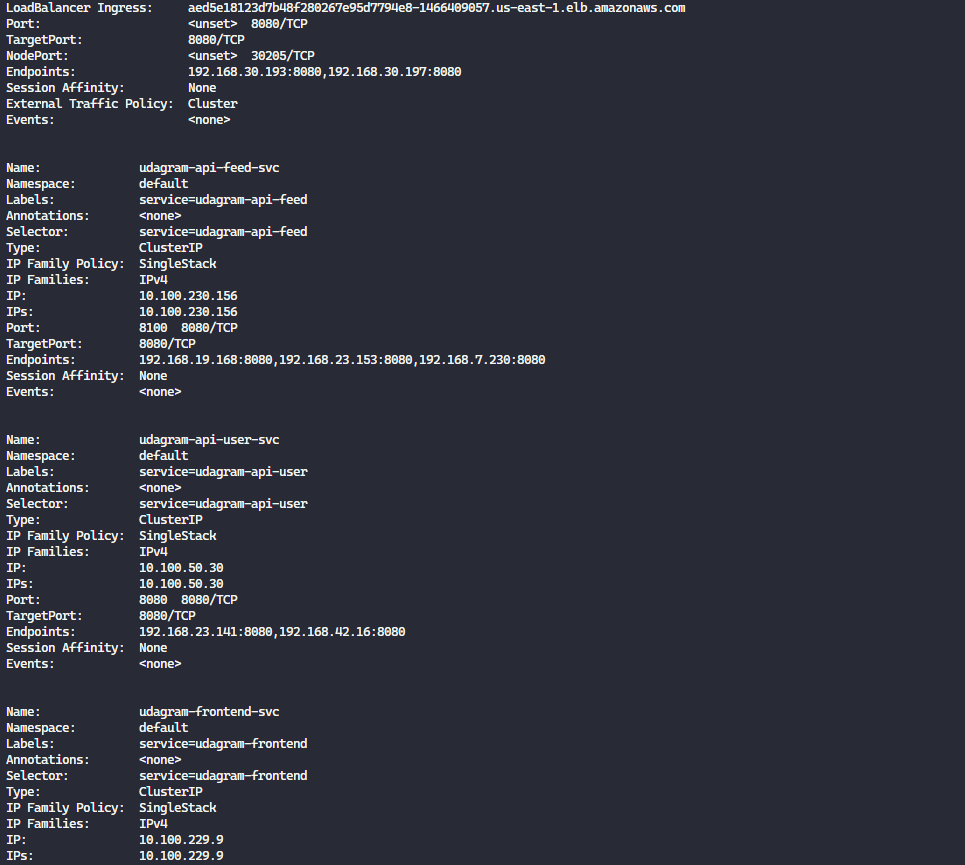 LoadBalancer Ingress:     aed5e18123d7b48f280267e95d7794e8-1466409057.us-east-1.elb.amazonaws.com
Port:                     <unset>  8080/TCP
TargetPort:               8080/TCP
NodePort:                 <unset>  30205/TCP
Endpoints:                192.168.30.193:8080,192.168.30.197:8080
Session Affinity:         None
External Traffic Policy:  Cluster
Events:                   <none>
Name:              udagram-api-feed-svc
Namespace:         default
Labels:            service=udagram-api-feed
Annotations:       <none>
Selector:          service=udagram-api-feed
Type:              ClusterIP
IP Family Policy:  SingleStack
IP Families:       IPv4
IP:                10.100.230.156
IPs:               10.100.230.156
Port:              8100  8080/TCP
TargetPort:        8080/TCP
Endpoints:         192.168.19.168:8080,192.168.23.153:8080,192.168.7.230:8080
Session Affinity:  None
Events:            <none>
Name:              udagram-api-user-svc
Namespace:         default
Labels:            service=udagram-api-user
Annotations:       <none>
Selector:          service=udagram-api-user
Type:              ClusterIP
IP Family Policy:  SingleStack
IP Families:       IPv4
IP:                10.100.50.30
IPs:               10.100.50.30
Port:              8080  8080/TCP
TargetPort:        8080/TCP
Endpoints:         192.168.23.141:8080,192.168.42.16:8080
Session Affinity:  None
Events:            <none>
Name:              udagram-frontend-svc
Namespace:         default
Labels:            service=udagram-frontend
Annotations:       <none>
Selector:          service=udagram-frontend
Type:              ClusterIP
IP Family Policy:  SingleStack
IP Families:       IPv4
IP:                10.100.229.9
IPs:               10.100.229.9